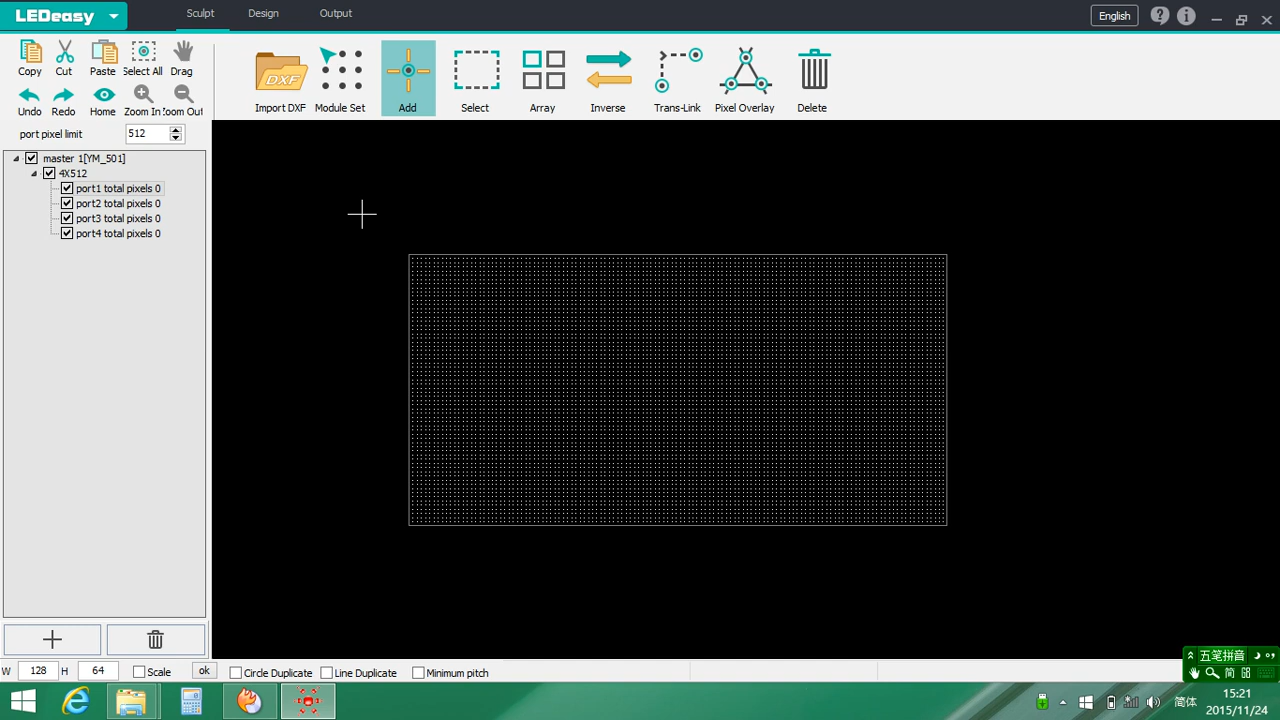 LEDeasy
Sculpt Design Output
English
Copy Cut Paste Select All Drag
Undo Redo Home Zoom In Zoom Out
Import DXF Module Set Add Select Array Inverse Trans-Link Pixel Overlay Delete
DXF
port pixel limit 512
master 1[YM_501]
4X512
port1 total pixels 0
port2 total pixels 0
port3 total pixels 0
port4 total pixels 0
W 128 H 64 Scale ok Circle Duplicate Line Duplicate Minimum pitch
五笔拼音
简
简体
15:21
2015/11/24